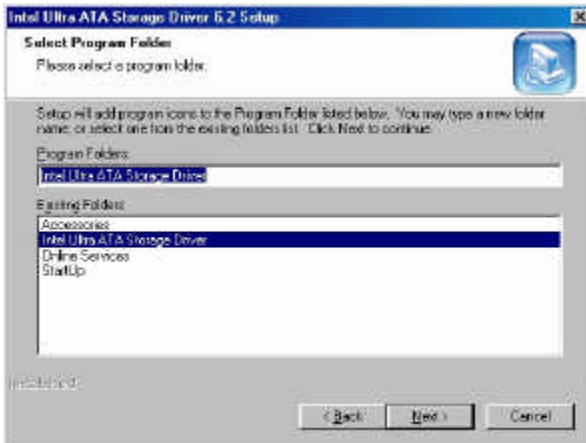 Intel Ultra ATA Storage Driver 6.2 Setup
Select Program Folder
Please select a program folder.
Setup will add program icons to the Program Folder listed below. You may type a new folder
name, or select one from the existing folders list. Click Next to continue.
Program Folders:
Intel Ultra ATA Storage Driver
Existing Folders:
Accessories
Intel Ultra ATA Storage Driver
Online Services
StartUp
InstallShield
< Back
Next >
Cancel